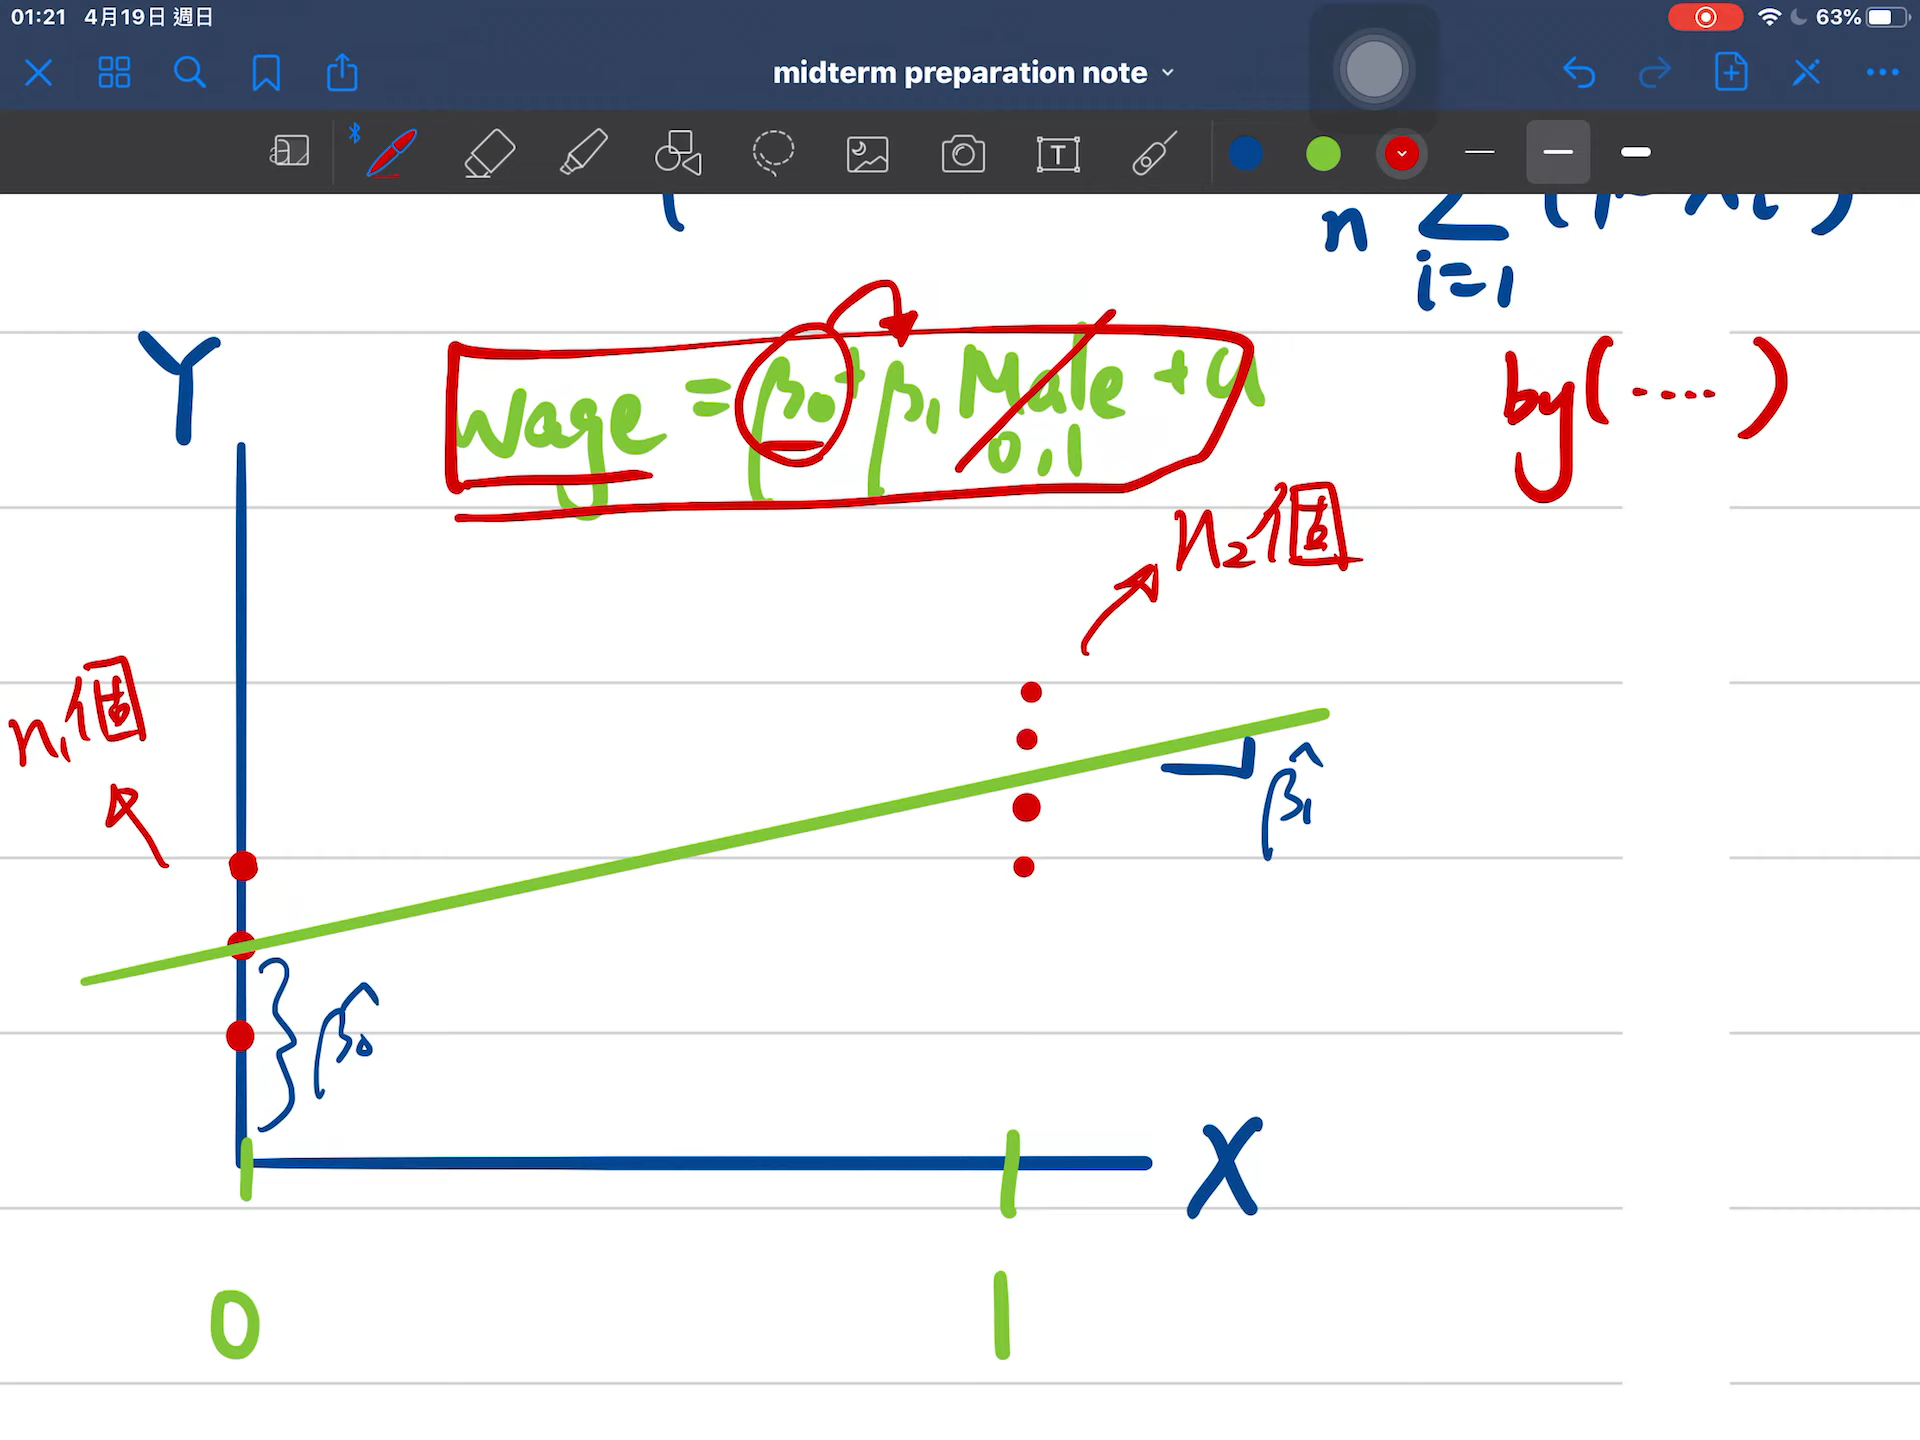 01:21 4月19日 週日 63%
midterm preparation note
T
n Σ
i=1
Y
wage = β₀ + β₁ Male + u
0,1
by(....)
n₂個
n₁個
β̂₁
β̂₀
X
0 1